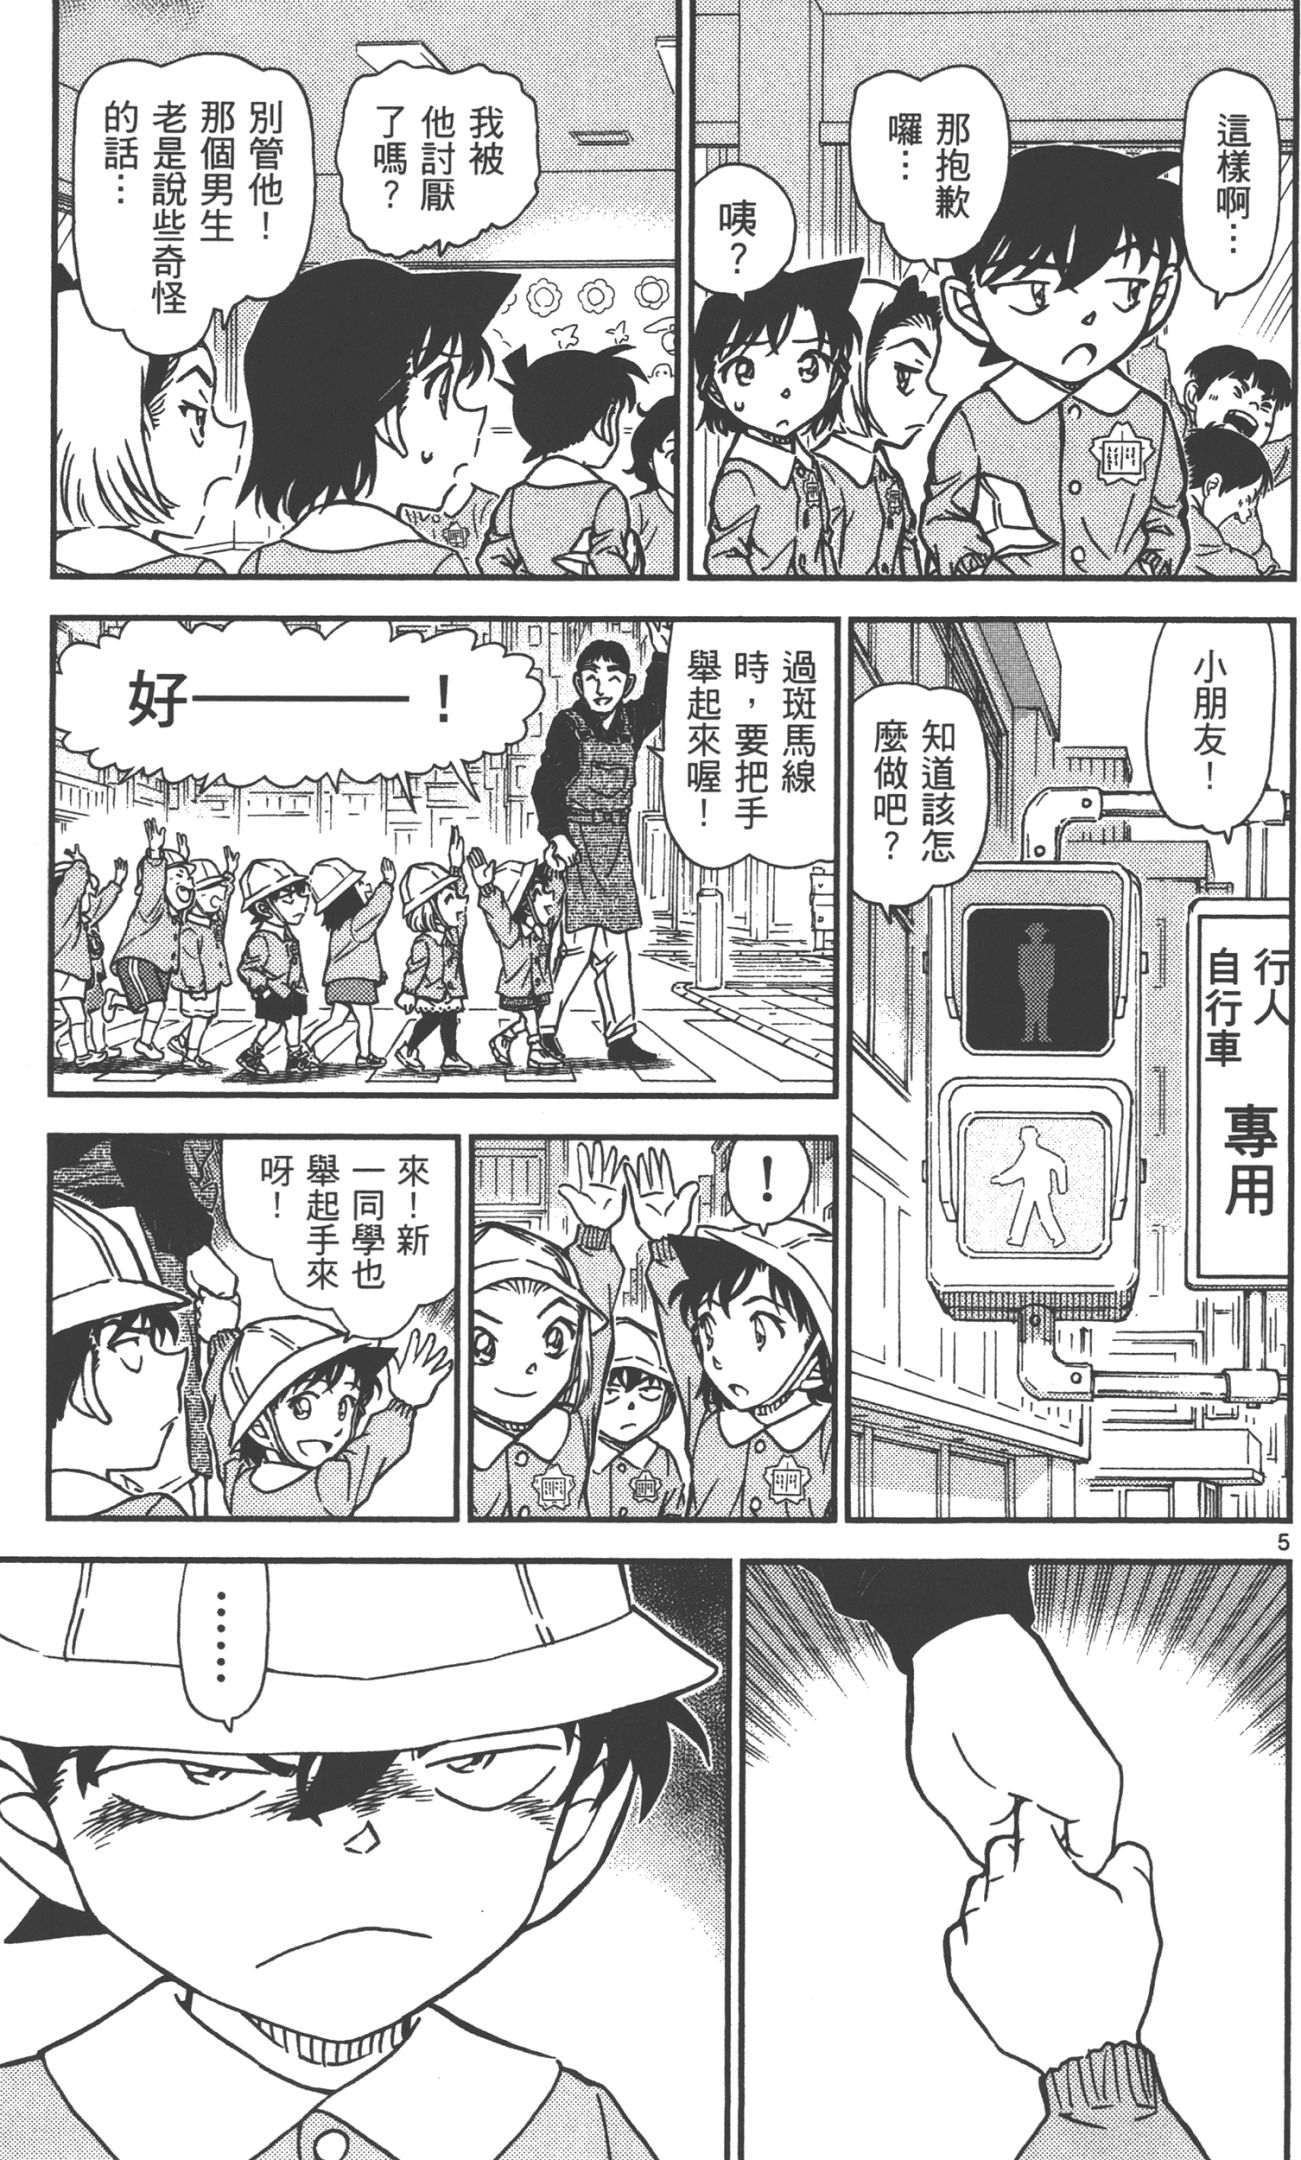 這樣啊…
那抱歉
囉…
咦？
我被
他討厭
了嗎？
別管他！
那個男生
老是說些奇怪
的話…
小朋友！
知道該怎
麼做吧？
行人
自行車
專用
過斑馬線
時，要把手
舉起來喔！
好────！
！
來！新
一同學也
舉起手來
呀！
5
……